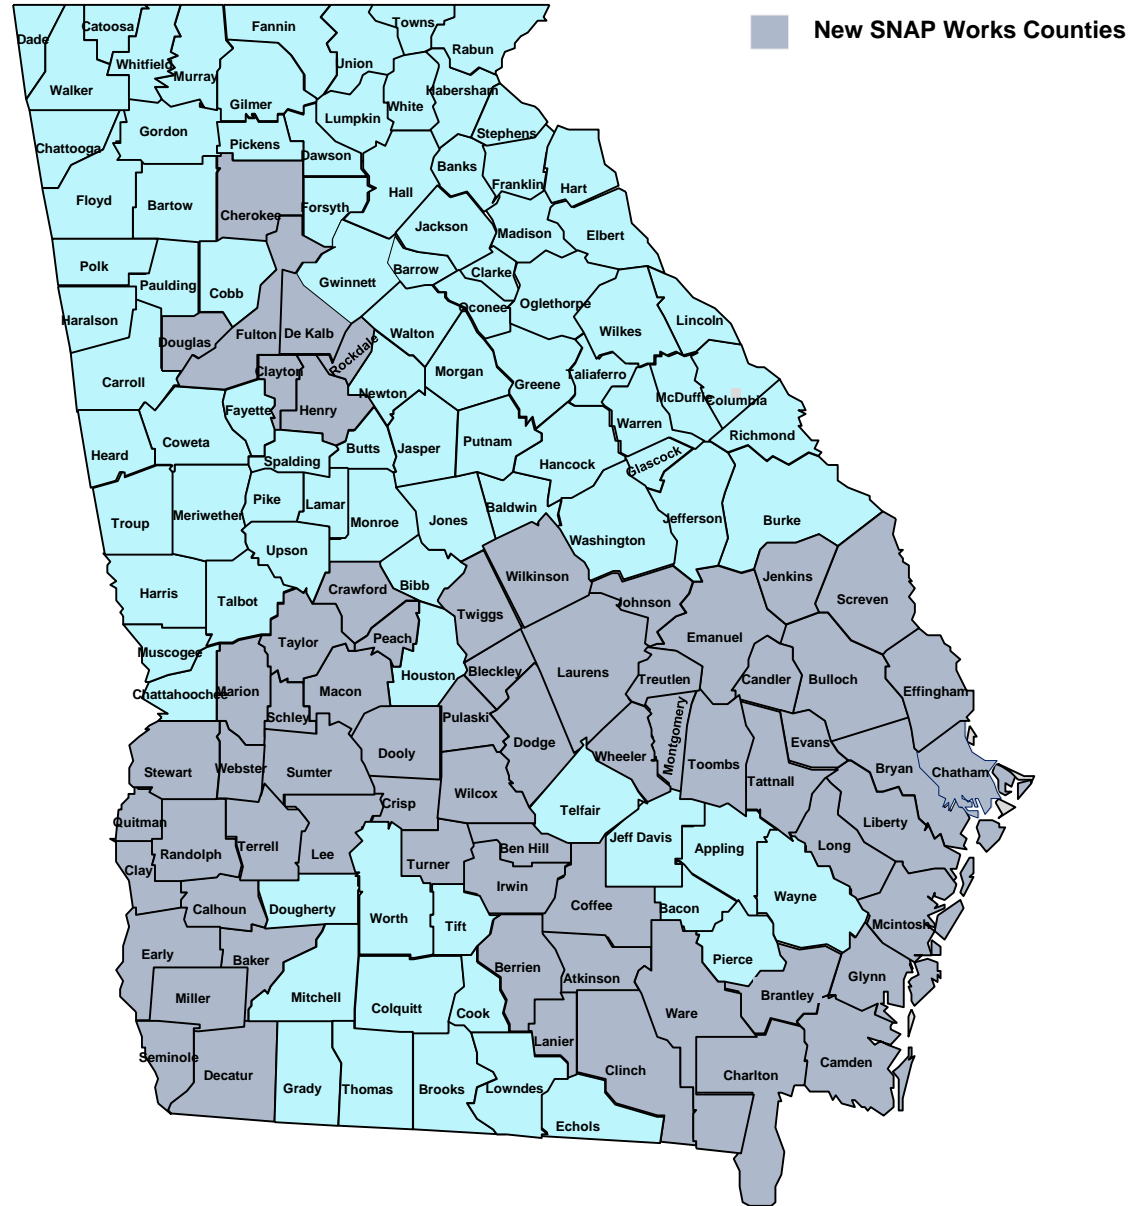 New SNAP Works Counties
Dade
Catoosa
Fannin
Towns
Rabun
Whitfield
Murray
Union
Walker
Gilmer
White
Habersham
Lumpkin
Chattooga
Gordon
Pickens
Stephens
Dawson
Banks
Franklin
Hart
Floyd
Bartow
Cherokee
Forsyth
Hall
Jackson
Madison
Elbert
Polk
Paulding
Cobb
Gwinnett
Barrow
Clarke
Oconee
Oglethorpe
Haralson
Douglas
Fulton
De Kalb
Rockdale
Walton
Wilkes
Lincoln
Carroll
Clayton
Newton
Morgan
Greene
Taliaferro
McDuffie
Columbia
Fayette
Henry
Warren
Richmond
Heard
Coweta
Spalding
Butts
Jasper
Putnam
Hancock
Glascock
Troup
Meriwether
Pike
Lamar
Monroe
Jones
Baldwin
Washington
Jefferson
Burke
Upson
Harris
Talbot
Crawford
Bibb
Wilkinson
Jenkins
Screven
Twiggs
Johnson
Muscogee
Taylor
Peach
Emanuel
Chattahoochee
Marion
Macon
Houston
Bleckley
Laurens
Treutlen
Candler
Bulloch
Effingham
Schley
Pulaski
Dodge
Wheeler
Montgomery
Toombs
Evans
Tattnall
Bryan
Chatham
Stewart
Webster
Sumter
Dooly
Wilcox
Telfair
Crisp
Quitman
Randolph
Terrell
Lee
Turner
Ben Hill
Jeff Davis
Appling
Long
Liberty
Clay
Calhoun
Dougherty
Worth
Tift
Irwin
Coffee
Bacon
Wayne
Mcintosh
Early
Baker
Berrien
Atkinson
Pierce
Miller
Mitchell
Colquitt
Cook
Ware
Brantley
Glynn
Seminole
Decatur
Grady
Thomas
Brooks
Lowndes
Lanier
Clinch
Charlton
Camden
Echols